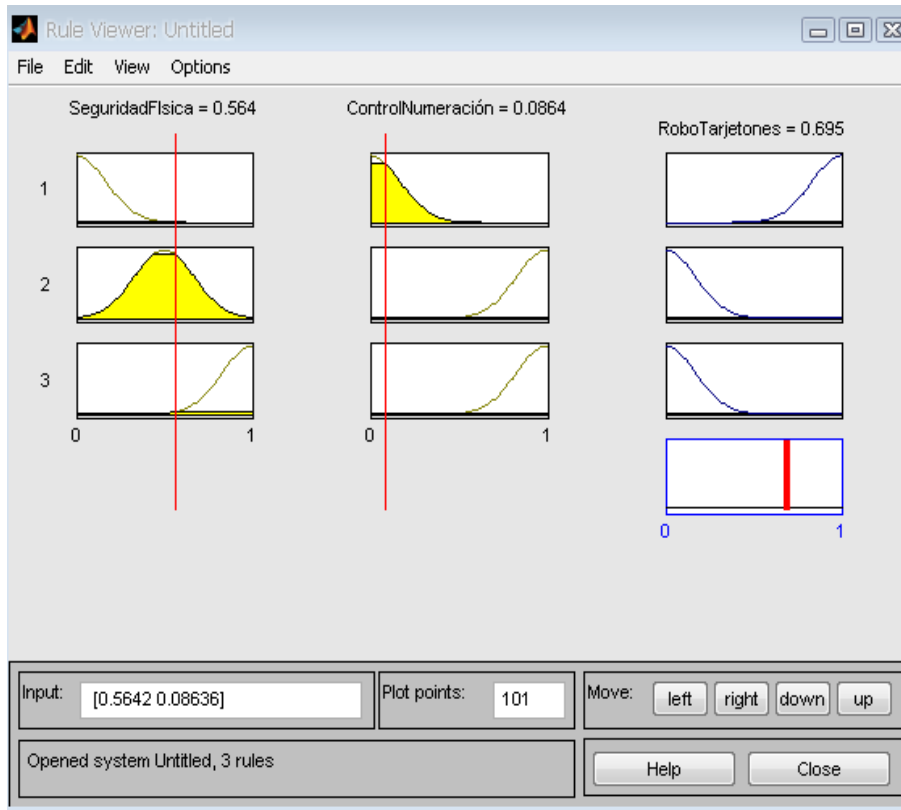 Rule Viewer: Untitled
File Edit View Options
SeguridadFIsica = 0.564
ControlNumeración = 0.0864
RoboTarjetones = 0.695
1
2
3
0 1
0 1
0 1
Input: [0.5642 0.08636]
Plot points: 101
Move: left right down up
Opened system Untitled, 3 rules
Help Close